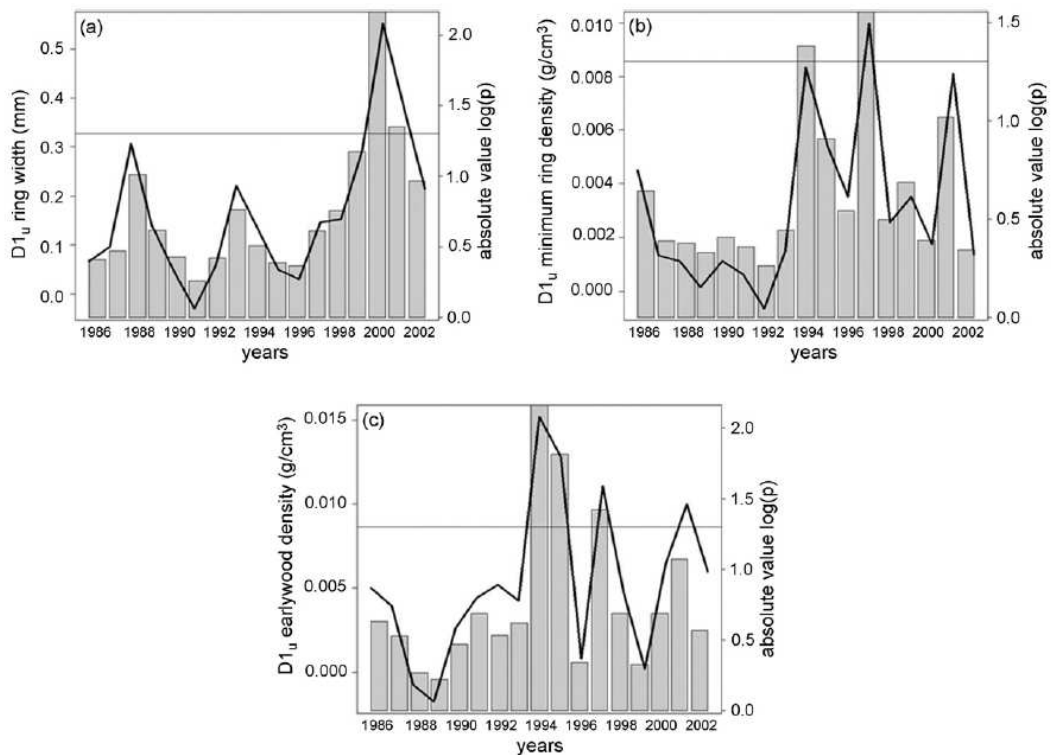 (a)
D1u ring width (mm)
0.5
0.4
0.3
0.2
0.1
0.0
2.0
1.5
1.0
0.5
0.0
absolute value log(p)
1986 1988 1990 1992 1994 1996 1998 2000 2002
years
(b)
D1u minimum ring density (g/cm³)
0.010
0.008
0.006
0.004
0.002
0.000
1.5
1.0
0.5
0.0
absolute value log(p)
1986 1988 1990 1992 1994 1996 1998 2000 2002
years
(c)
D1u earlywood density (g/cm³)
0.015
0.010
0.005
0.000
2.0
1.5
1.0
0.5
0.0
absolute value log(p)
1986 1988 1990 1992 1994 1996 1998 2000 2002
years